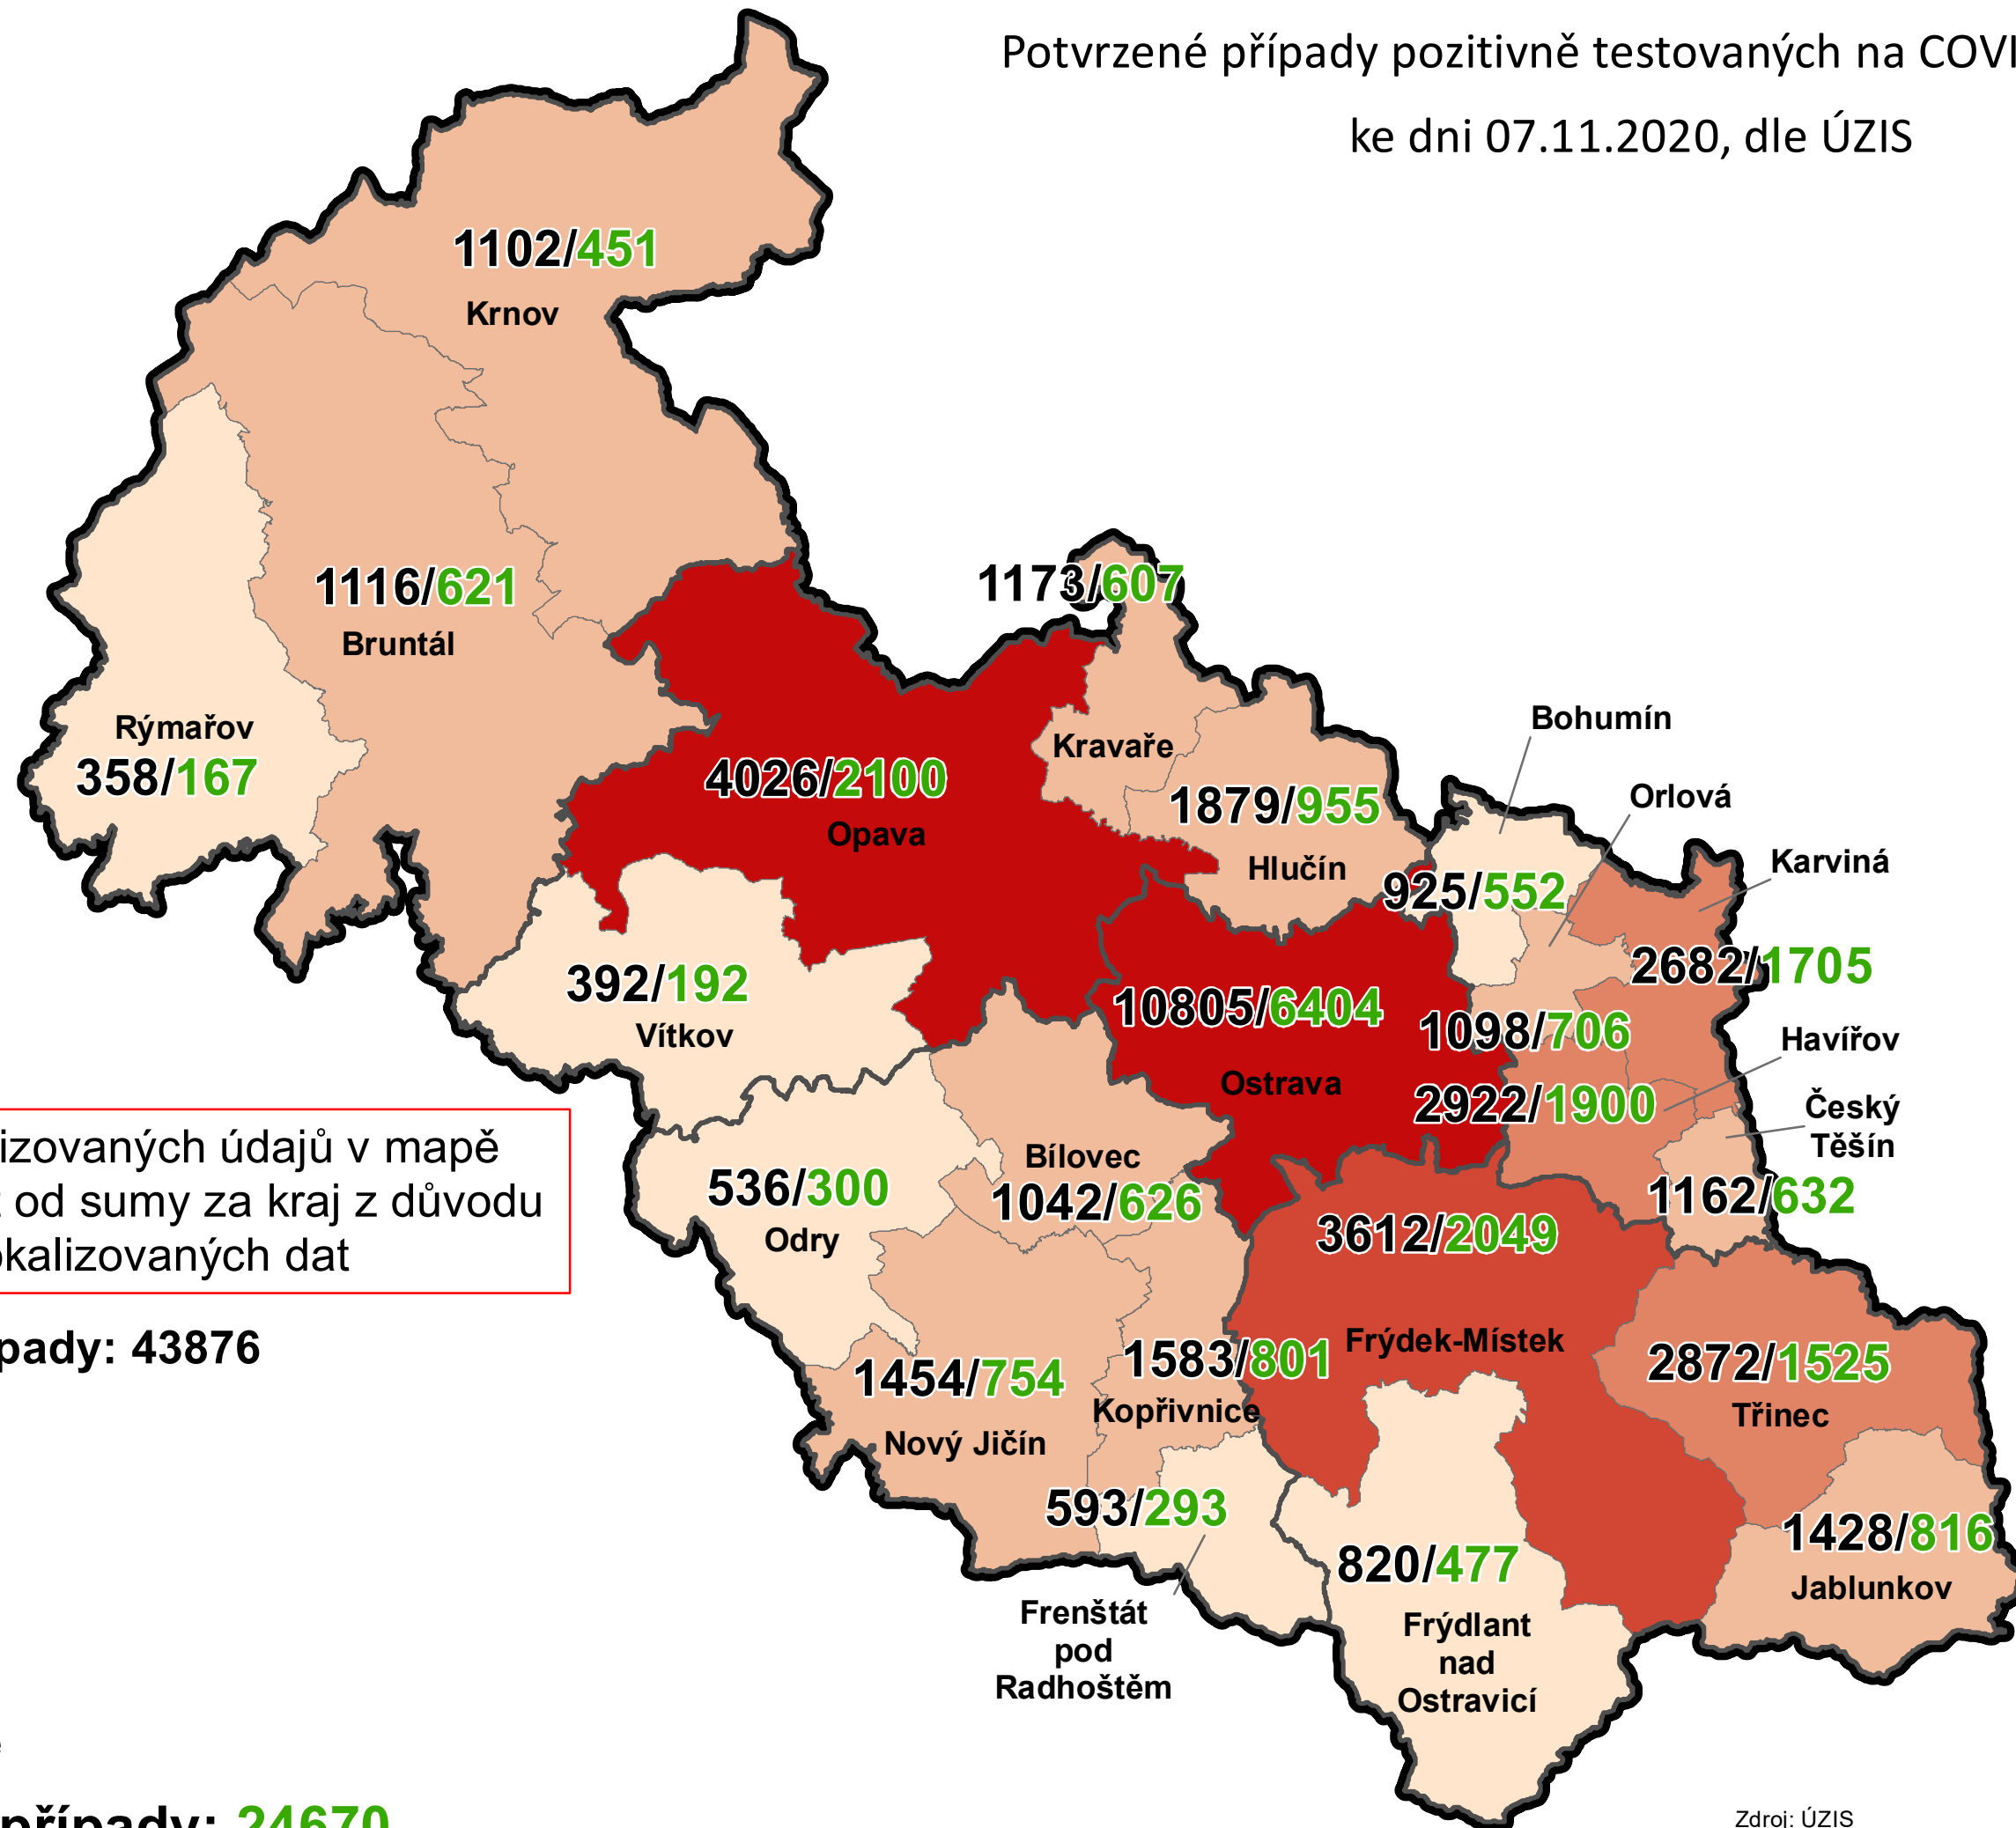 Potvrzené případy pozitivně testovaných na COVI
ke dni 07.11.2020, dle ÚZIS
1102/451
Krnov
1116/621
Bruntál
1173/607
Kravaře
Rýmařov
358/167
4026/2100
Opava
1879/955
Hlučín
Bohumín
925/552
Orlová
Karviná
2682/1705
392/192
Vítkov
10805/6404
Ostrava
1098/706
Havířov
2922/1900
Český
Těšín
1162/632
izovaných údajů v mapě
od sumy za kraj z důvodu
okalizovaných dat
536/300
Odry
Bílovec
1042/626
3612/2049
Frýdek-Místek
pady: 43876
1454/754
Nový Jičín
1583/801
Kopřivnice
2872/1525
Třinec
593/293
Frenštát
pod
Radhoštěm
820/477
Frýdlant
nad
Ostravicí
1428/816
Jablunkov
případy: 24670
Zdroj: ÚZIS